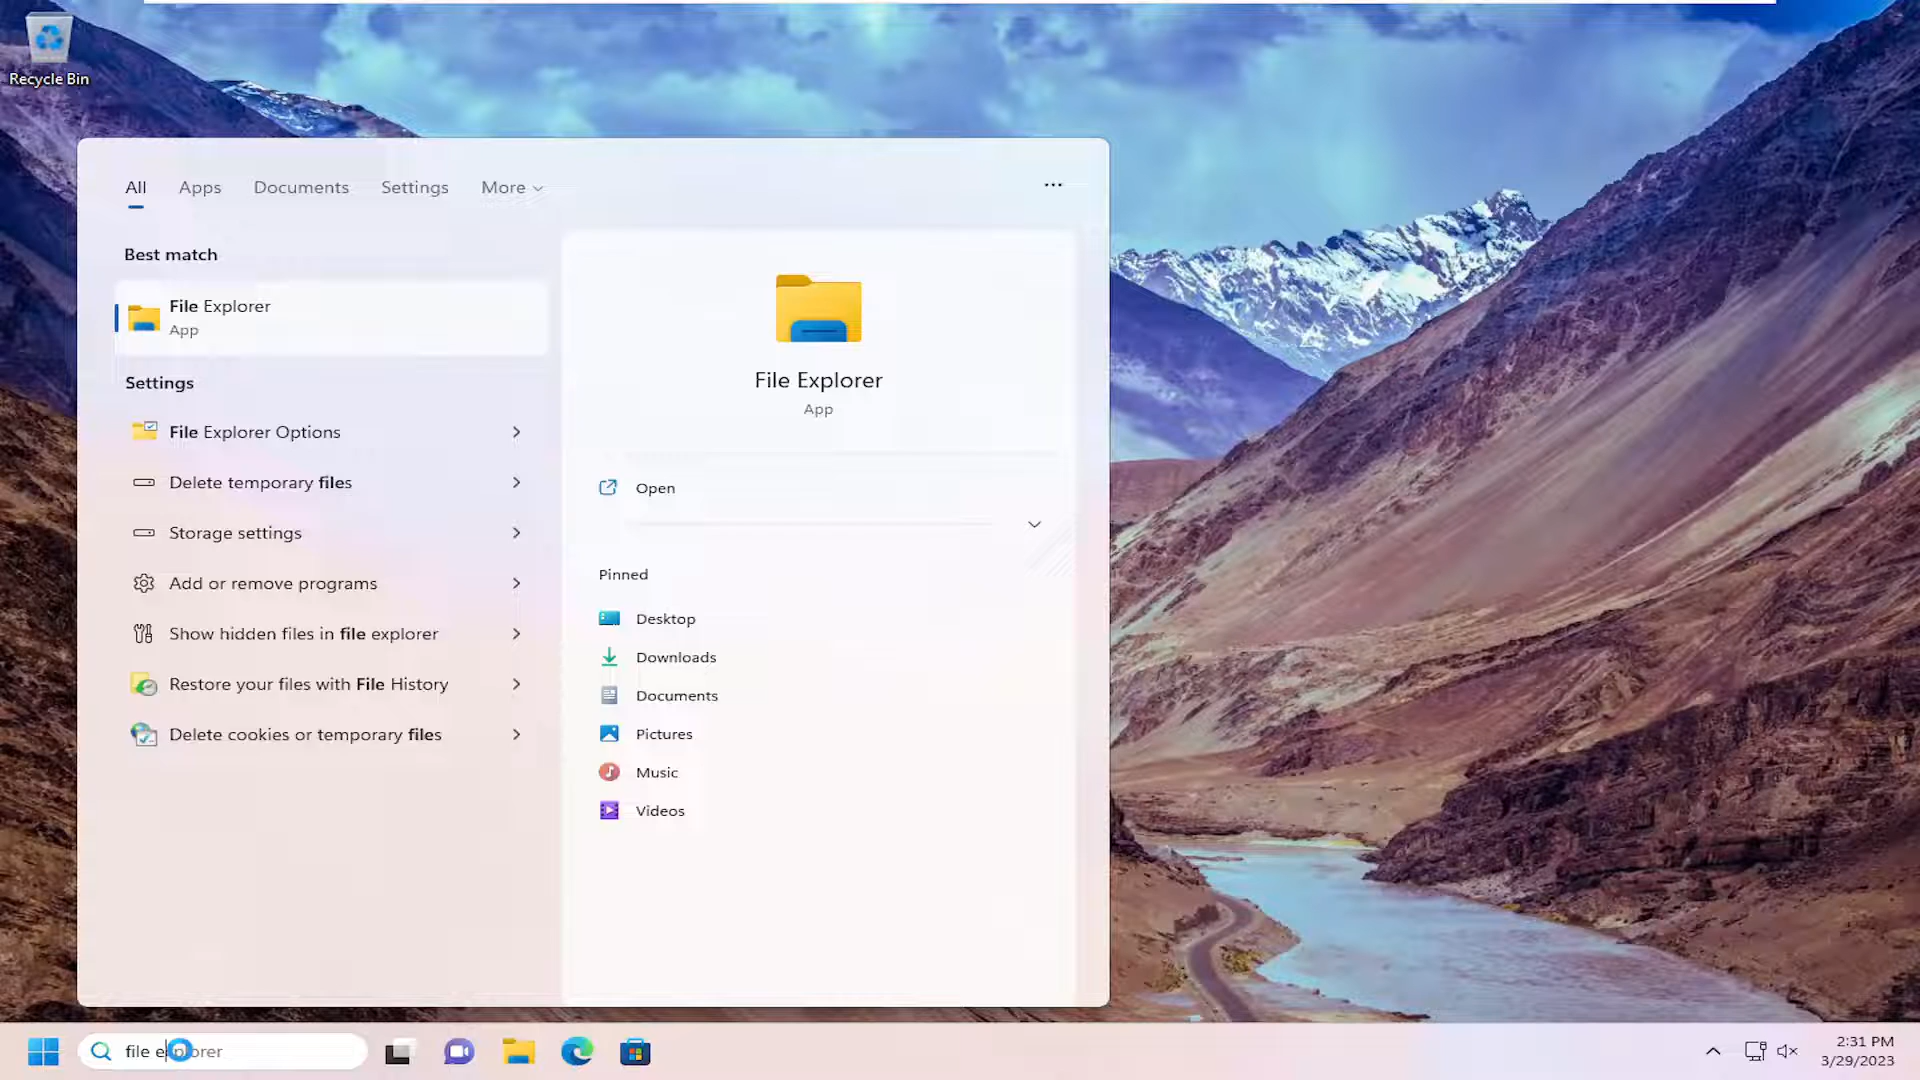 Recycle Bin
All Apps Documents Settings More
Best match
File Explorer
App
Settings
File Explorer Options
Delete temporary files
Storage settings
Add or remove programs
Show hidden files in file explorer
Restore your files with File History
Delete cookies or temporary files
File Explorer
App
Open
Pinned
Desktop
Downloads
Documents
Pictures
Music
Videos
file explorer
2:31 PM
3/29/2023